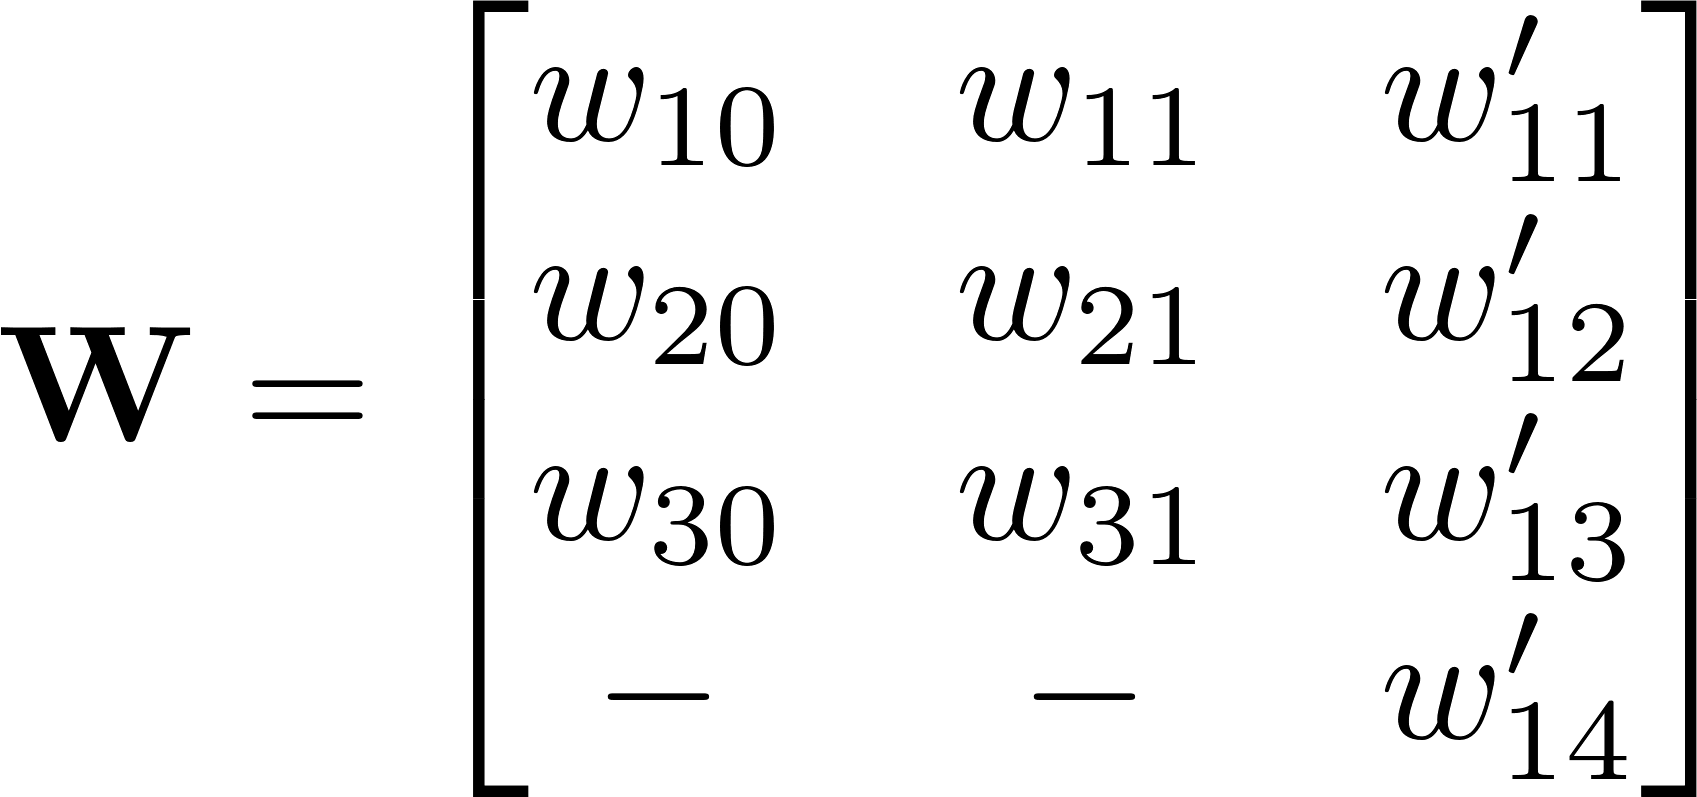 w₁₀ w₁₁ w′₁₁
w₂₀ w₂₁ w′₁₂
W = w₃₀ w₃₁ w′₁₃
– – w′₁₄